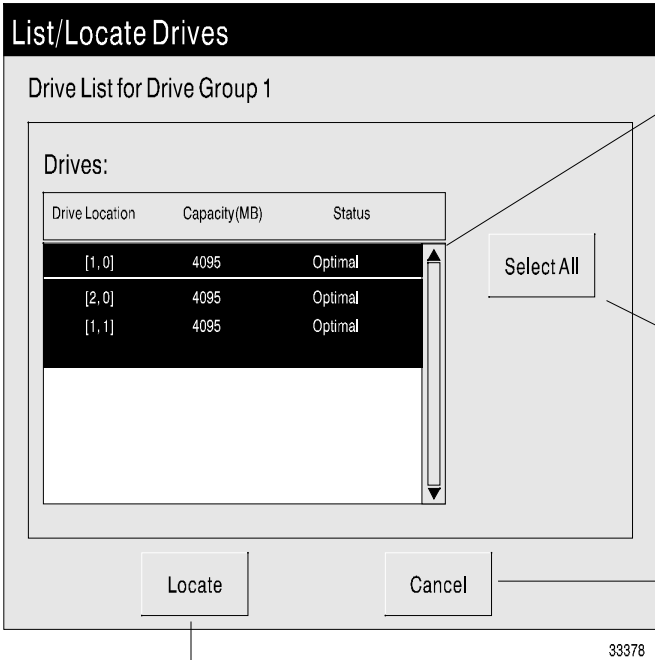 List/Locate Drives
Drive List for Drive Group 1
Drives:
Drive Location Capacity(MB) Status
[1,0] 4095 Optimal
[2,0] 4095 Optimal
[1,1] 4095 Optimal
Select All
Locate Cancel
33378